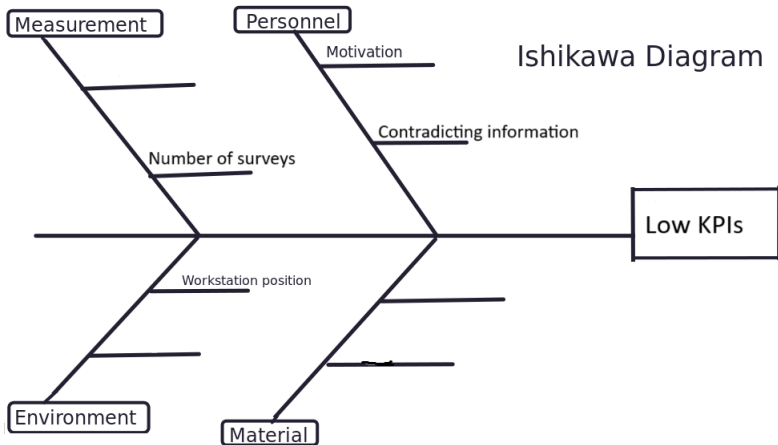 Measurement
Personnel
Ishikawa Diagram
Motivation
Contradicting information
Number of surveys
Low KPIs
Workstation position
Environment
Material